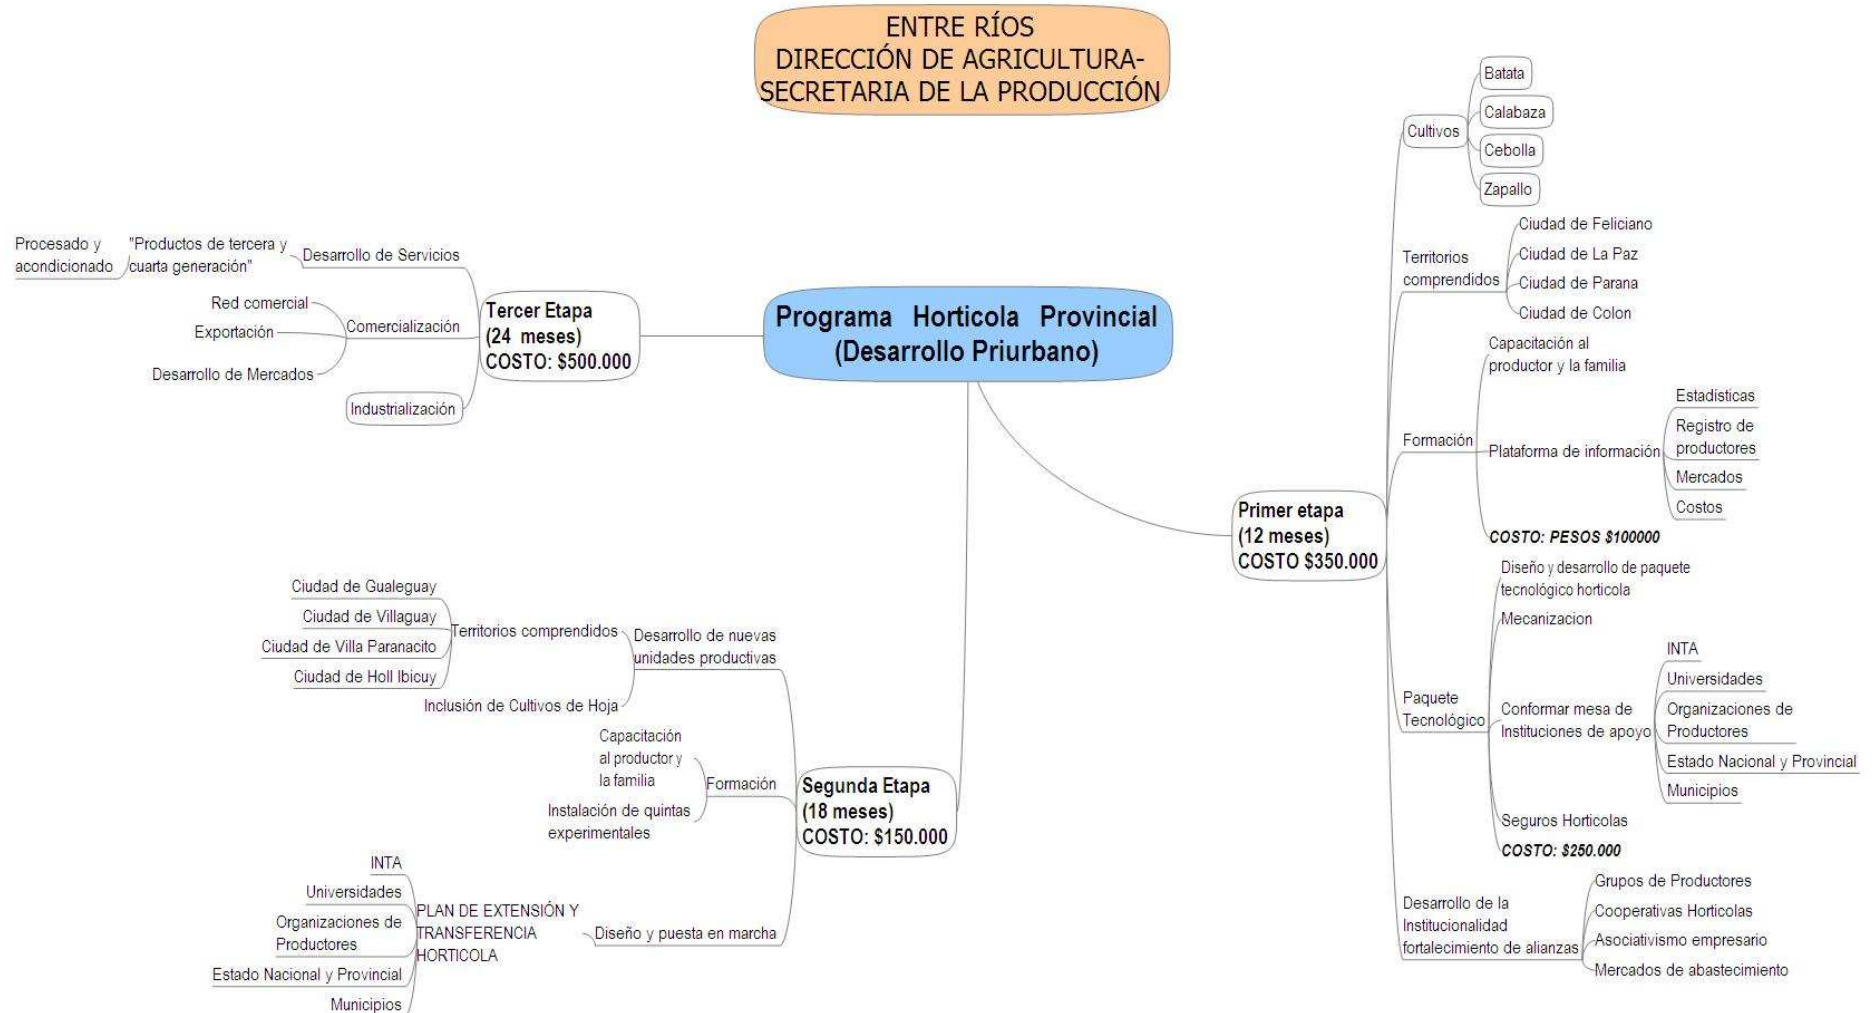 ENTRE RÍOS
DIRECCIÓN DE AGRICULTURA-
SECRETARIA DE LA PRODUCCIÓN
Programa Horticola Provincial
(Desarrollo Priurbano)
Primer etapa
(12 meses)
COSTO $350.000
Cultivos
Batata
Calabaza
Cebolla
Zapallo
Territorios
comprendidos
Ciudad de Feliciano
Ciudad de La Paz
Ciudad de Parana
Ciudad de Colon
Formación
Capacitación al
productor y la familia
Plataforma de información
Estadísticas
Registro de
productores
Mercados
Costos
COSTO: PESOS $100000
Paquete
Tecnológico
Diseño y desarrollo de paquete
tecnológico horticola
Mecanizacion
Conformar mesa de
Instituciones de apoyo
INTA
Universidades
Organizaciones de
Productores
Estado Nacional y Provincial
Municipios
Seguros Horticolas
COSTO: $250.000
Desarrollo de la
Institucionalidad
fortalecimiento de alianzas
Grupos de Productores
Cooperativas Horticolas
Asociativismo empresario
Mercados de abastecimiento
Segunda Etapa
(18 meses)
COSTO: $150.000
Desarrollo de nuevas
unidades productivas
Territorios comprendidos
Ciudad de Gualeguay
Ciudad de Villaguay
Ciudad de Villa Paranacito
Ciudad de Holl Ibicuy
Inclusión de Cultivos de Hoja
Formación
Capacitación
al productor y
la familia
Instalación de quintas
experimentales
Diseño y puesta en marcha
PLAN DE EXTENSIÓN Y
TRANSFERENCIA
HORTICOLA
INTA
Universidades
Organizaciones de
Productores
Estado Nacional y Provincial
Municipios
Tercer Etapa
(24 meses)
COSTO: $500.000
Desarrollo de Servicios
"Productos de tercera y
cuarta generación"
Procesado y
acondicionado
Comercialización
Red comercial
Exportación
Desarrollo de Mercados
Industrialización